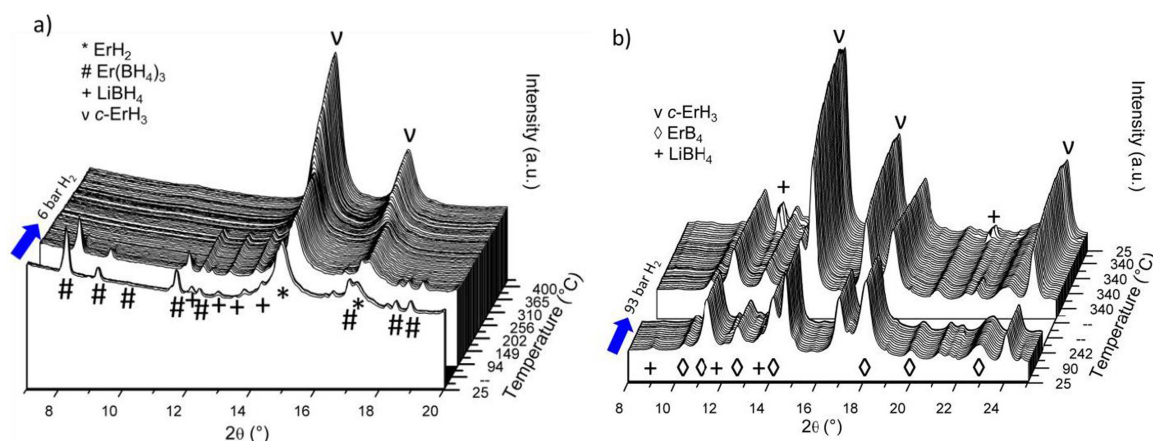 a)
* ErH2
# Er(BH4)3
+ LiBH4
ν c-ErH3
ν
ν
Intensity (a.u.)
6 bar H2
# # # # + # + + + * # * # #
400
365
310
256
202
149
94
--
25
Temperature (°C)
8 10 12 14 16 18 20
2θ (°)
b)
ν c-ErH3
◊ ErB4
+ LiBH4
ν
ν
ν
+
+
Intensity (a.u.)
93 bar H2
25
340
340
340
340
--
242
90
25
Temperature (°C)
+ ◊ ◊ + ◊ + ◊ ◊ ◊ ◊
8 10 12 14 16 18 20 22 24
2θ (°)